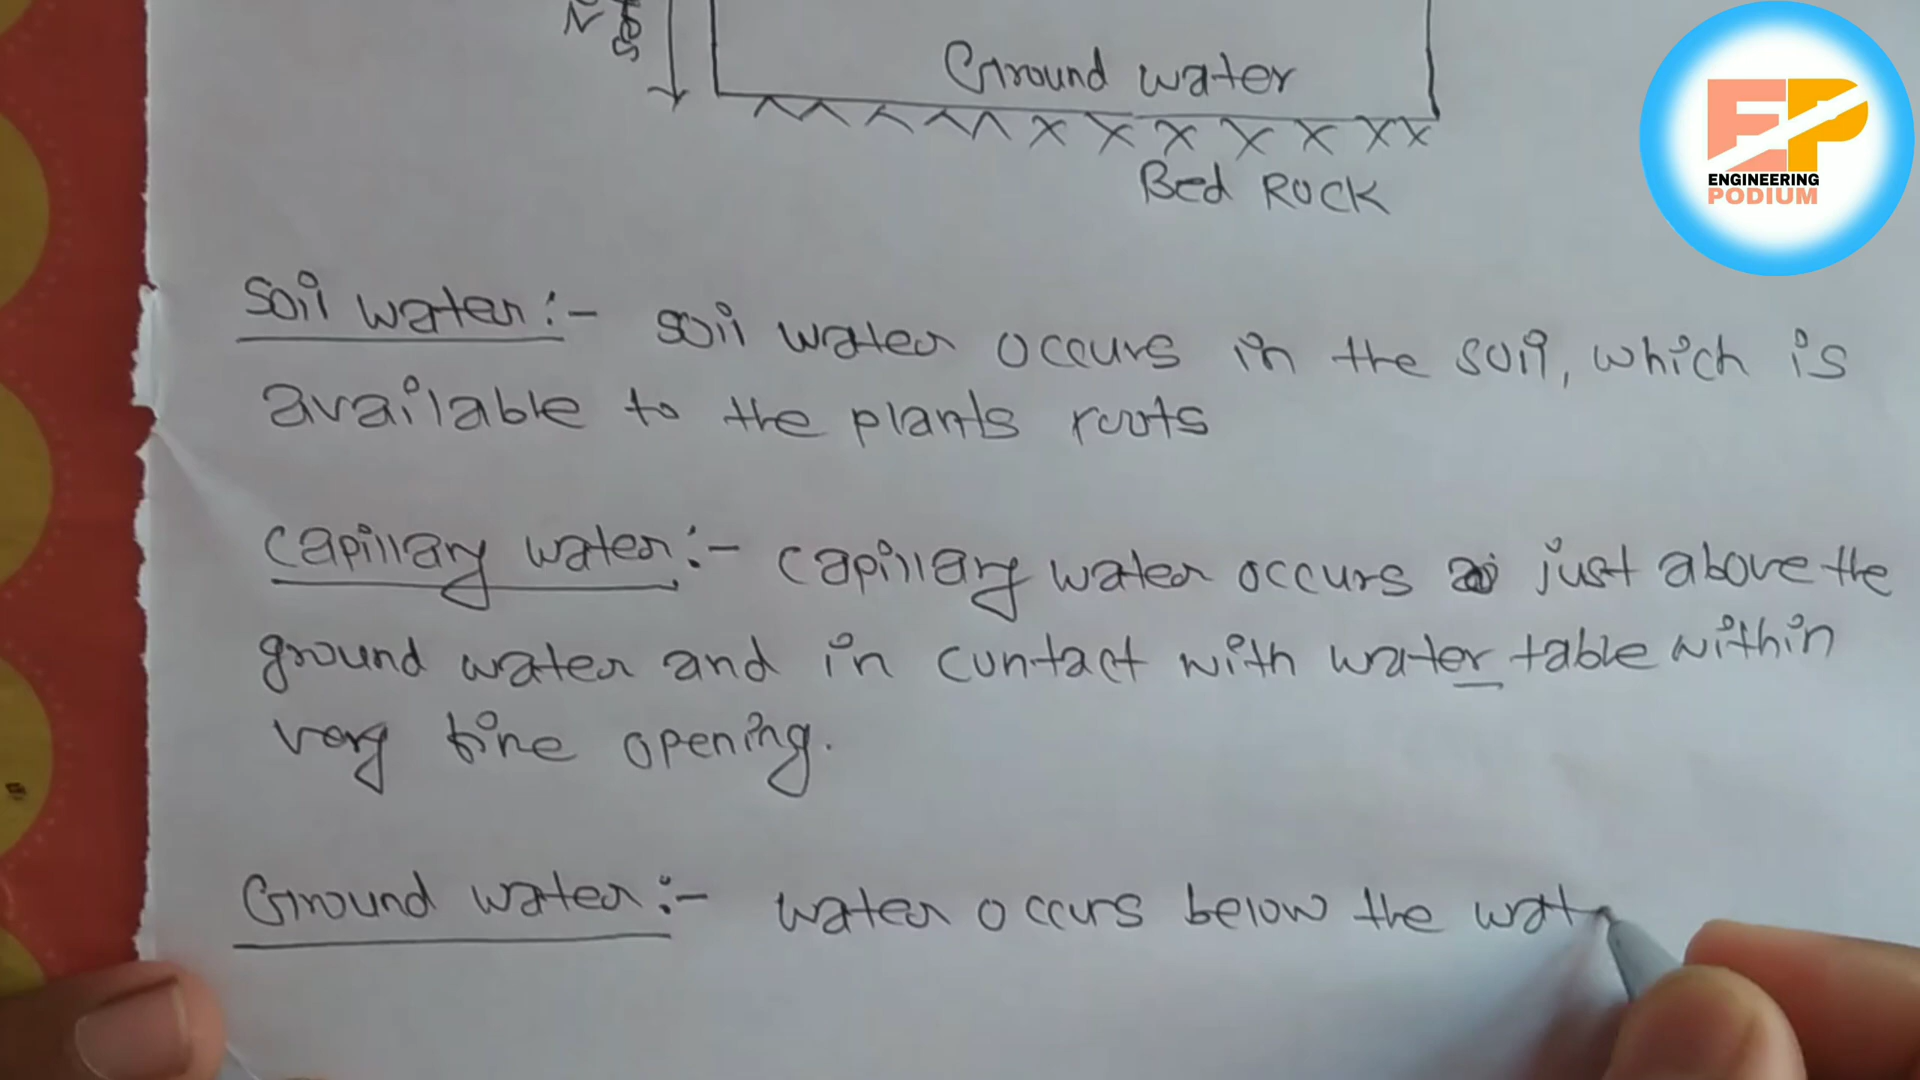 Ground water
Bed ROCK
EP
ENGINEERING
PODIUM
Soil water:- soil water occurs in the soil, which is
available to the plants roots
Capillary water:- Capillary water occurs just above the
ground water and in contact with water table within
very fine opening.
Ground water:- water occurs below the wat